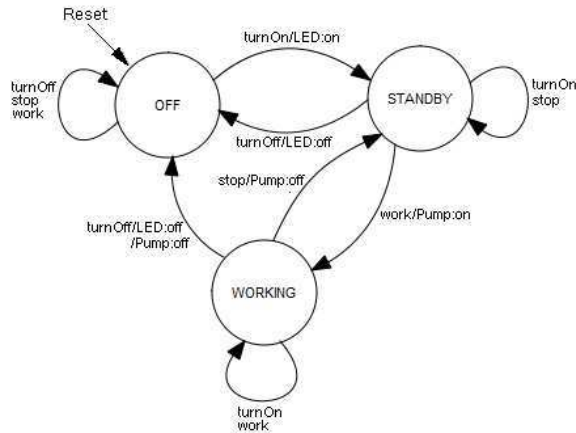 Reset
turnOn/LED:on
turnOff
stop
work
OFF
STANDBY
turnOn
stop
turnOff/LED:off
stop/Pump:off
work/Pump:on
turnOff/LED:off
/Pump:off
WORKING
turnOn
work